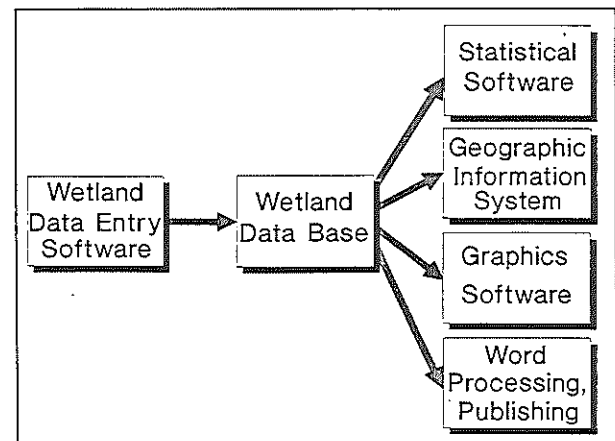 Wetland
Data Entry
Software
Wetland
Data Base
Statistical
Software
Geographic
Information
System
Graphics
Software
Word
Processing,
Publishing